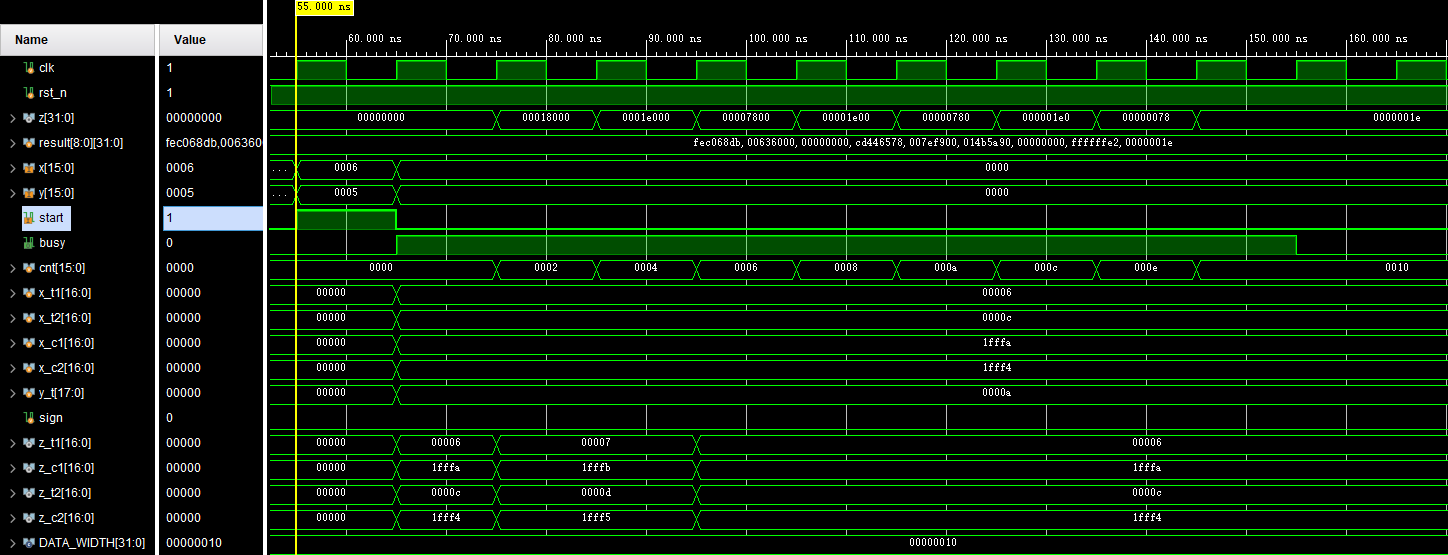 55.000 ns
Name Value
60.000 ns 70.000 ns 80.000 ns 90.000 ns 100.000 ns 110.000 ns 120.000 ns 130.000 ns 140.000 ns 150.000 ns 160.000 ns
clk 1
rst_n 1
z[31:0] 00000000 00000000 00018000 0001e000 00007800 00001e00 00000780 000001e0 00000078 0000001e
result[8:0][31:0] fec068db,006360 fec068db,00636000,00000000,cd446578,007ef900,014b5a90,00000000,ffffffe2,0000001e
x[15:0] 0006 ... 0006 0000
y[15:0] 0005 ... 0005 0000
start 1
busy 0
cnt[15:0] 0000 0000 0002 0004 0006 0008 000a 000c 000e 0010
x_t1[16:0] 00000 00000 00006
x_t2[16:0] 00000 00000 0000c
x_c1[16:0] 00000 00000 1fffa
x_c2[16:0] 00000 00000 1fff4
y_t[17:0] 00000 00000 0000a
sign 0
z_t1[16:0] 00000 00000 00006 00007 00006
z_c1[16:0] 00000 00000 1fffa 1fffb 1fffa
z_t2[16:0] 00000 00000 0000c 0000d 0000c
z_c2[16:0] 00000 00000 1fff4 1fff5 1fff4
DATA_WIDTH[31:0] 00000010 00000010